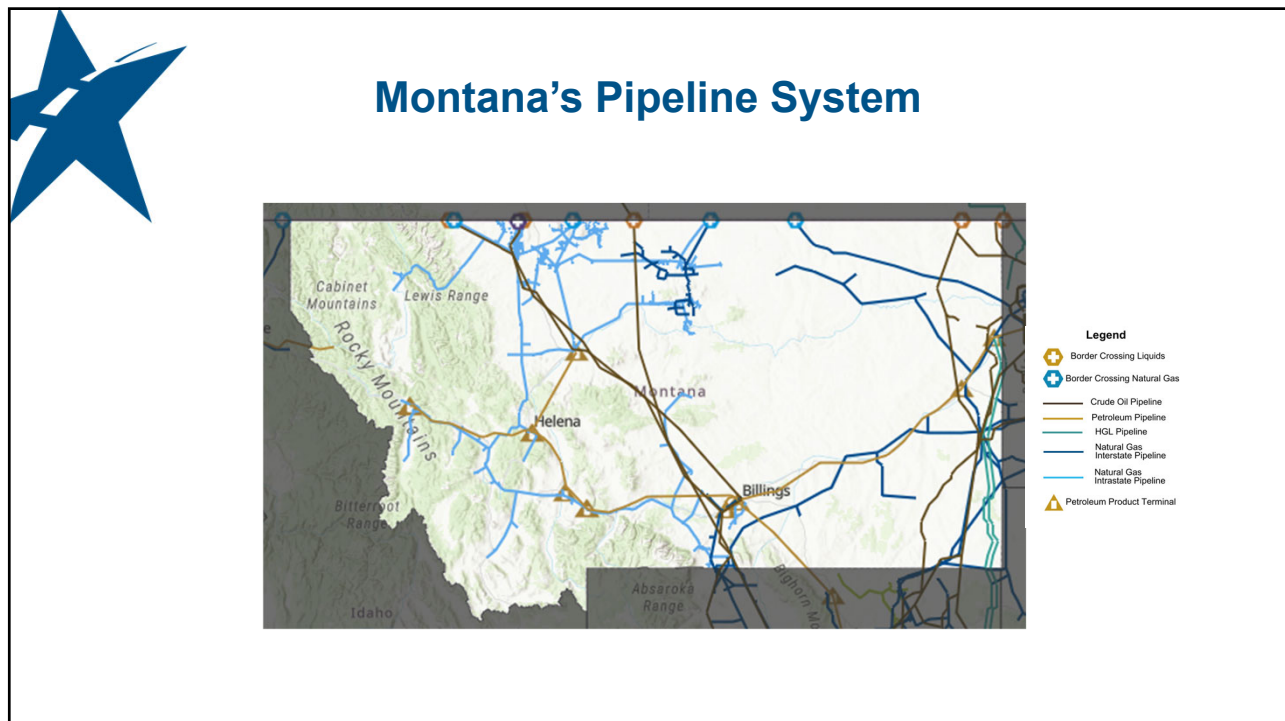 Montana's Pipeline System
Cabinet
Mountains
Lewis Range
Rocky Mountains
Montana
Helena
Billings
Bitterroot
Range
Absaroka
Range
Bighorn Mo
Idaho
e
Legend
Border Crossing Liquids
Border Crossing Natural Gas
Crude Oil Pipeline
Petroleum Pipeline
HGL Pipeline
Natural Gas
Interstate Pipeline
Natural Gas
Intrastate Pipeline
Petroleum Product Terminal